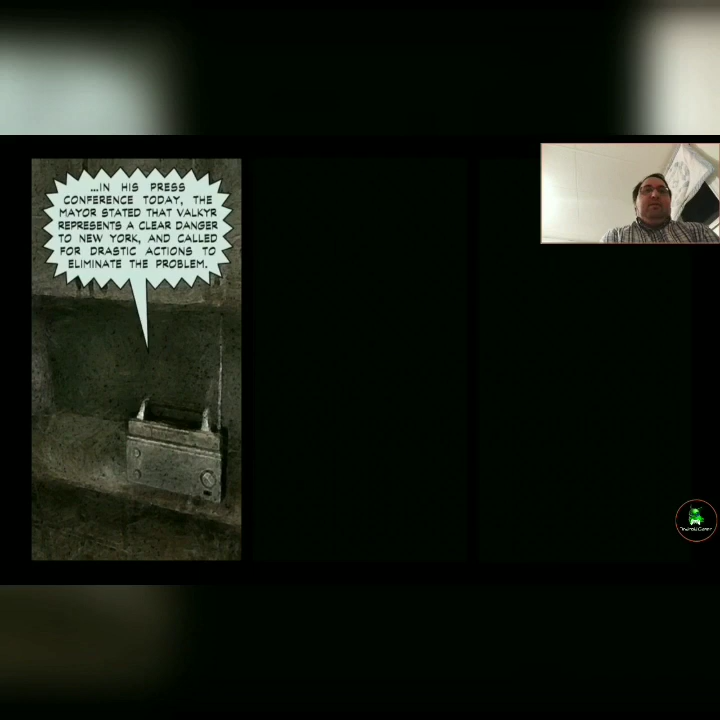 ...IN HIS PRESS
CONFERENCE TODAY, THE
MAYOR STATED THAT VALKYR
REPRESENTS A CLEAR DANGER
TO NEW YORK, AND CALLED
FOR DRASTIC ACTIONS TO
ELIMINATE THE PROBLEM.